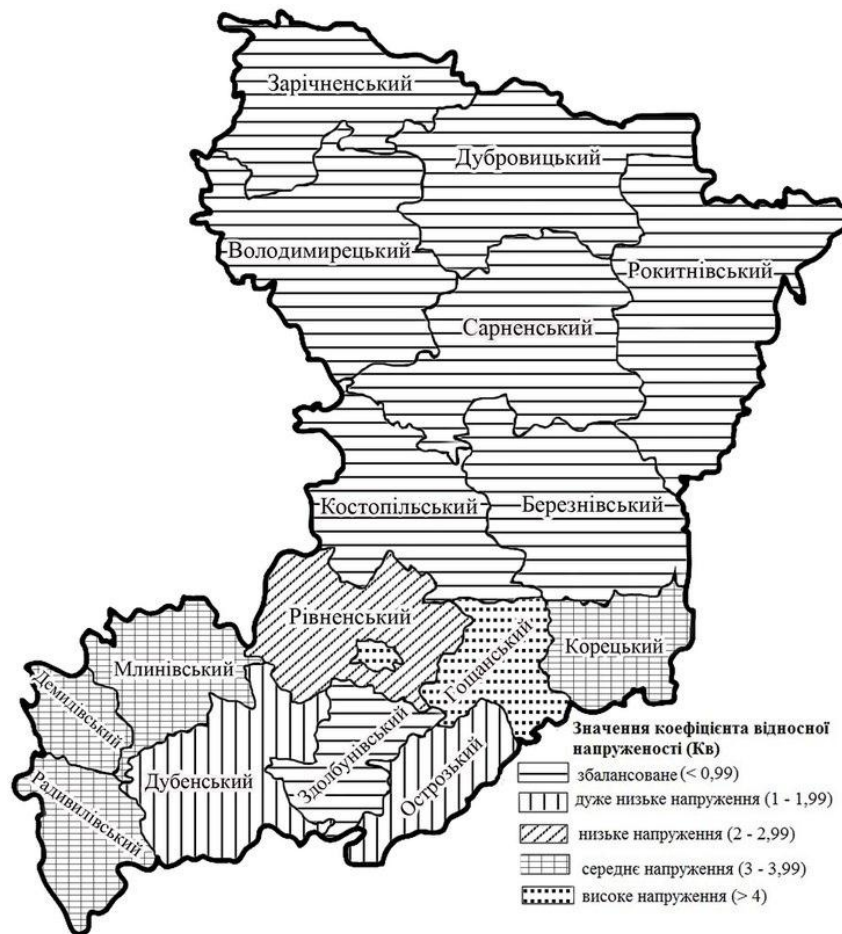 Зарічненський
Дубровицький
Володимирецький
Рокитнівський
Сарненський
Костопільський
Березнівський
Рівненський
Гощанський
Корецький
Млинівський
Демидівський
Здолбунівський
Острозький
Дубенський
Радивилівський
Значення коефіцієнта відносної
напруженості (Кв)
збалансоване (< 0,99)
дуже низьке напруження (1 - 1,99)
низьке напруження (2 - 2,99)
середнє напруження (3 - 3,99)
високе напруження (> 4)